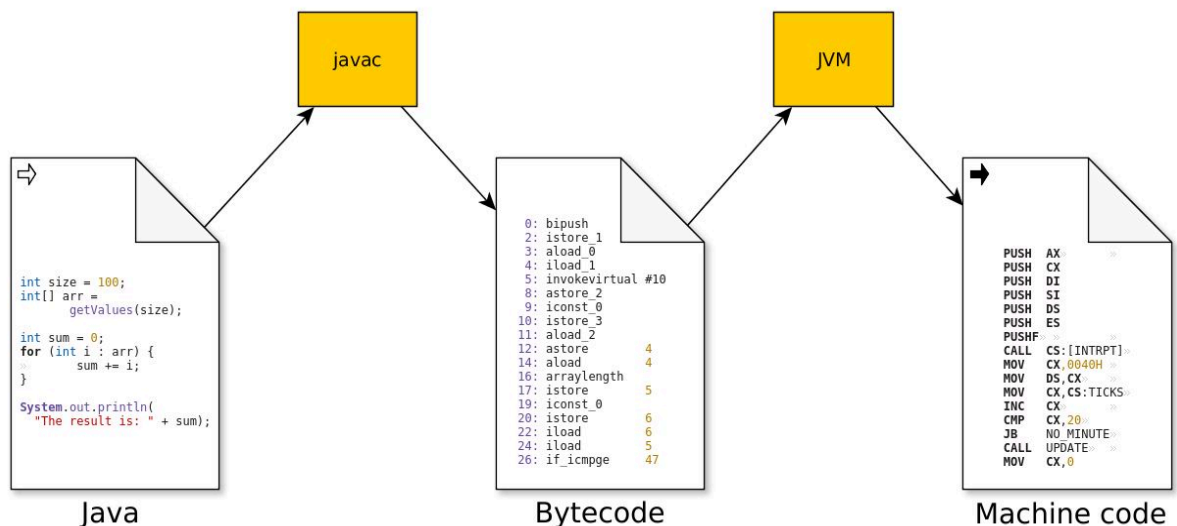 javac
JVM
int size = 100;
int[] arr =
getValues(size);
int sum = 0;
for (int i : arr) {
» sum += i;
}
System.out.println(
"The result is: " + sum);
Java
0: bipush
2: istore_1
3: aload_0
4: iload_1
5: invokevirtual #10
8: astore_2
9: iconst_0
10: istore_3
11: aload_2
12: astore 4
14: aload 4
16: arraylength
17: istore 5
19: iconst_0
20: istore 6
22: iload 6
24: iload 5
26: if_icmpge 47
Bytecode
PUSH AX» »
PUSH CX
PUSH DI
PUSH SI
PUSH DS
PUSH ES
PUSHF» » »
CALL CS:[INTRPT]»
MOV CX,0040H »
MOV DS,CX »
MOV CX,CS:TICKS»
INC CX» »
CMP CX,20»
JB NO_MINUTE»
CALL UPDATE» »
MOV CX,0
Machine code